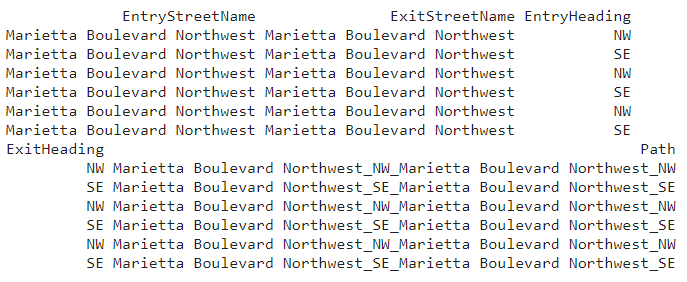 EntryStreetName ExitStreetName EntryHeading
Marietta Boulevard Northwest Marietta Boulevard Northwest NW
Marietta Boulevard Northwest Marietta Boulevard Northwest SE
Marietta Boulevard Northwest Marietta Boulevard Northwest NW
Marietta Boulevard Northwest Marietta Boulevard Northwest SE
Marietta Boulevard Northwest Marietta Boulevard Northwest NW
Marietta Boulevard Northwest Marietta Boulevard Northwest SE
ExitHeading Path
NW Marietta Boulevard Northwest_NW_Marietta Boulevard Northwest_NW
SE Marietta Boulevard Northwest_SE_Marietta Boulevard Northwest_SE
NW Marietta Boulevard Northwest_NW_Marietta Boulevard Northwest_NW
SE Marietta Boulevard Northwest_SE_Marietta Boulevard Northwest_SE
NW Marietta Boulevard Northwest_NW_Marietta Boulevard Northwest_NW
SE Marietta Boulevard Northwest_SE_Marietta Boulevard Northwest_SE